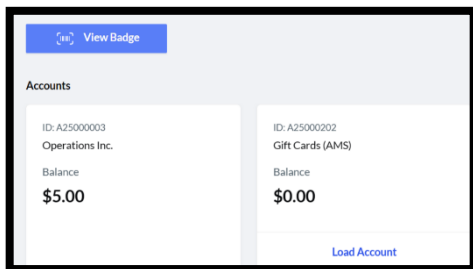 View Badge
Accounts
ID: A25000003
Operations Inc.
Balance
$5.00
ID: A25000202
Gift Cards (AMS)
Balance
$0.00
Load Account